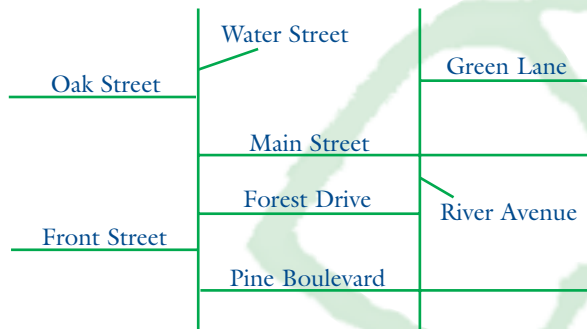 Water Street
Green Lane
Oak Street
Main Street
Forest Drive
River Avenue
Front Street
Pine Boulevard